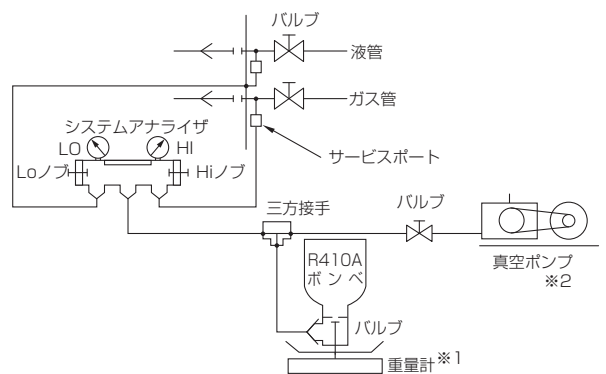 バルブ
液管
ガス管
システムアナライザ
LO
HI
Loノブ
Hiノブ
サービスポート
三方接手
バルブ
R410A
ボンベ
真空ポンプ
※2
バルブ
重量計※1